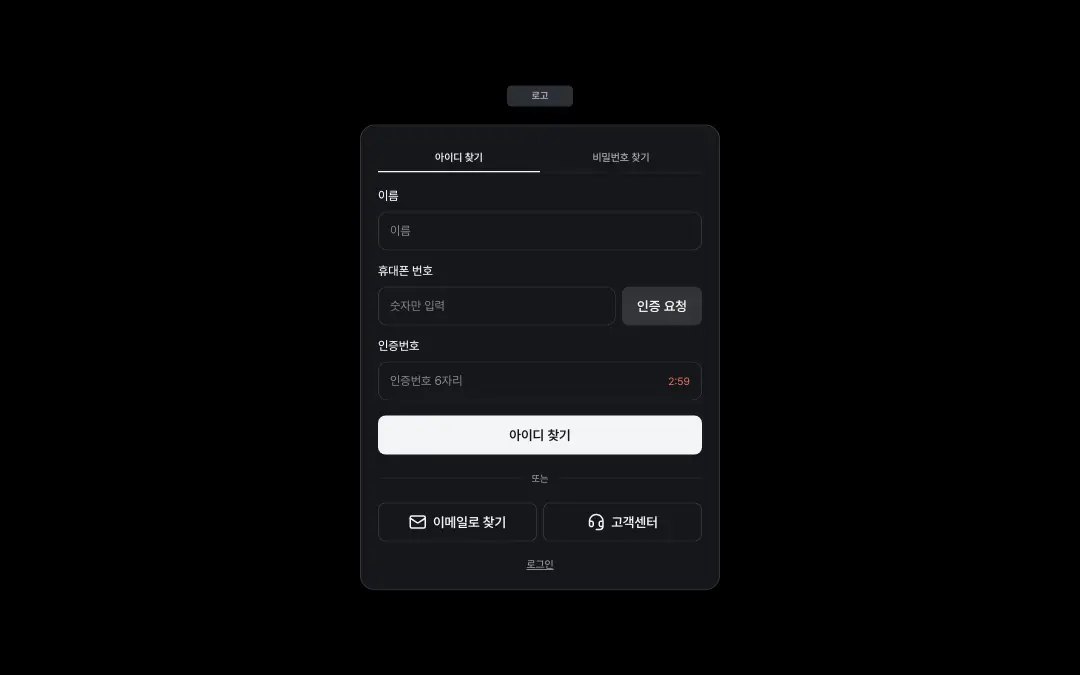 로고
아이디 찾기
비밀번호 찾기
이름
이름
휴대폰 번호
숫자만 입력
인증 요청
인증번호
인증번호 6자리
2:59
아이디 찾기
또는
이메일로 찾기
고객센터
로그인